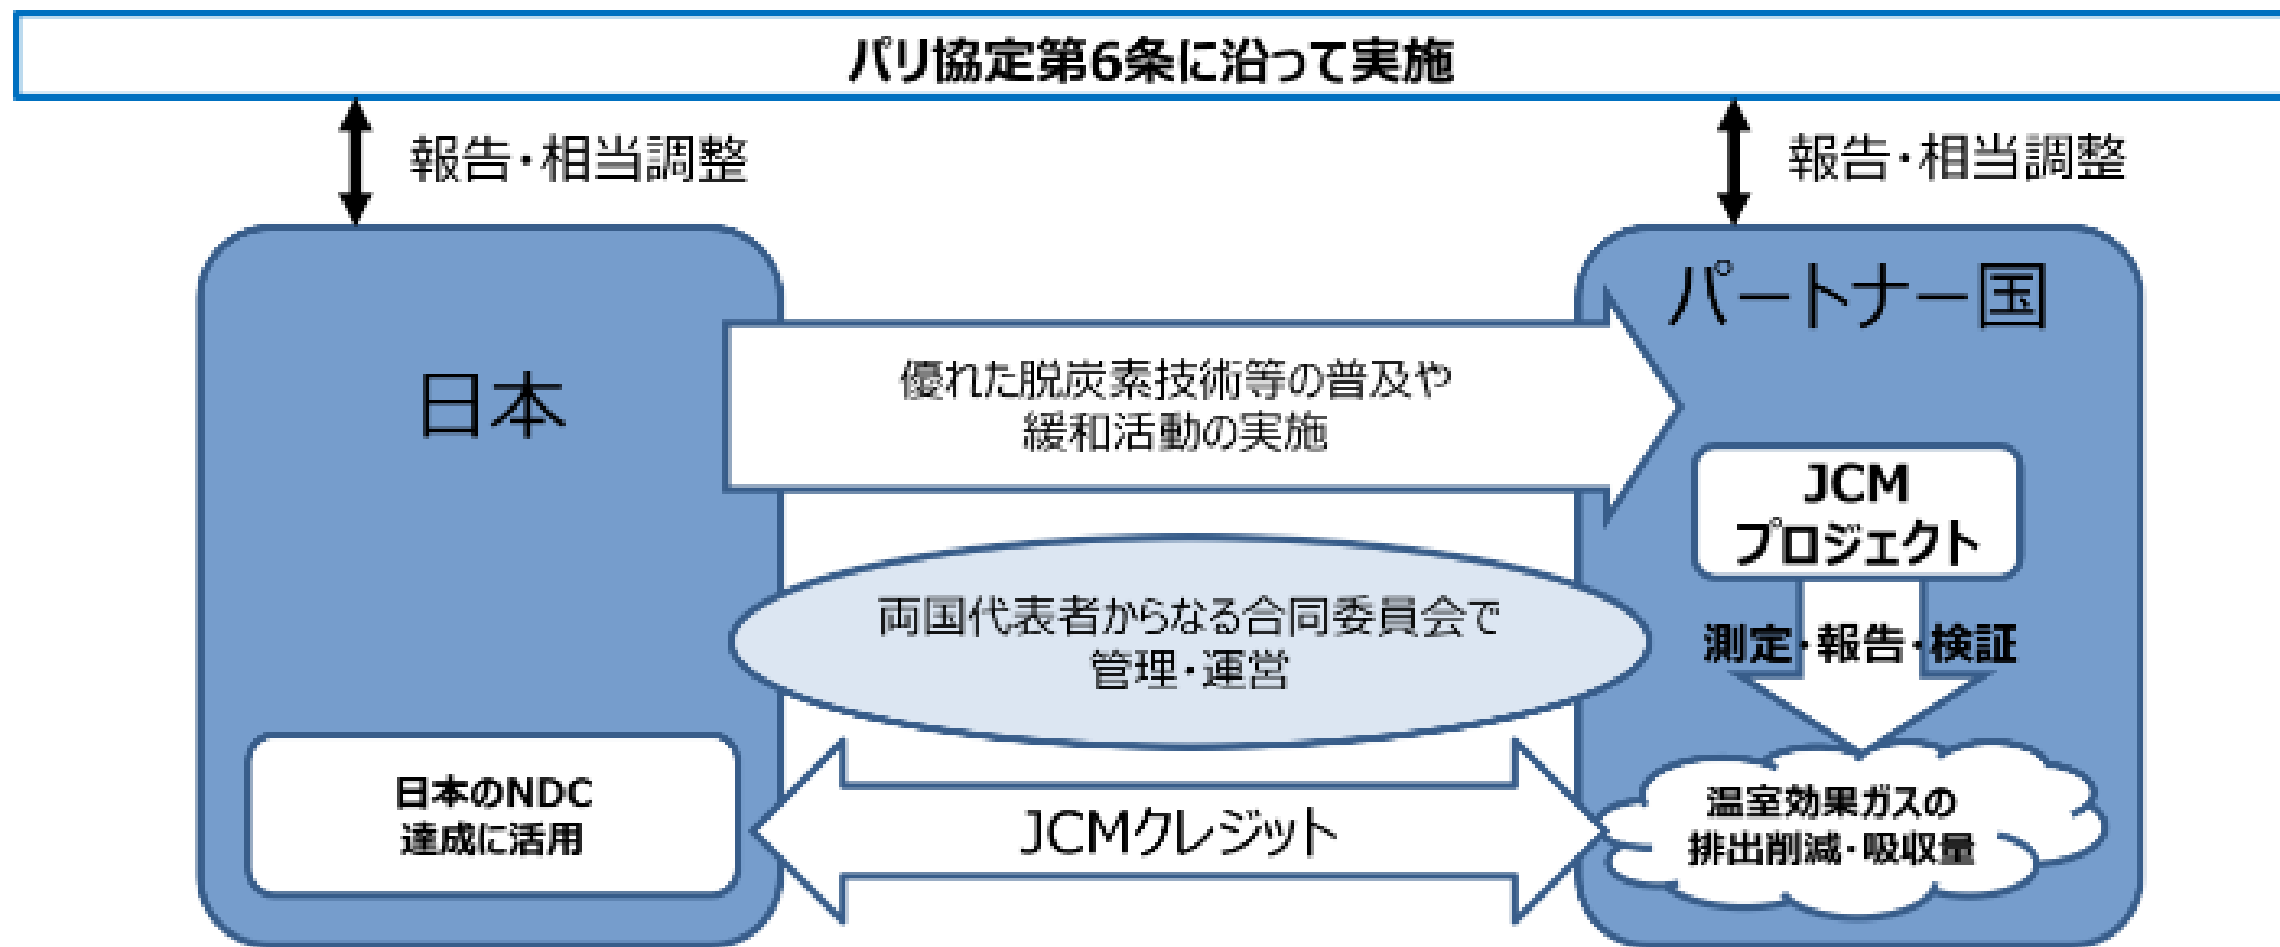 パリ協定第6条に沿って実施
報告・相当調整
報告・相当調整
日本
パートナー国
優れた脱炭素技術等の普及や
緩和活動の実施
JCM
プロジェクト
両国代表者からなる合同委員会で
管理・運営
測定・報告・検証
日本のNDC
達成に活用
JCMクレジット
温室効果ガスの
排出削減・吸収量